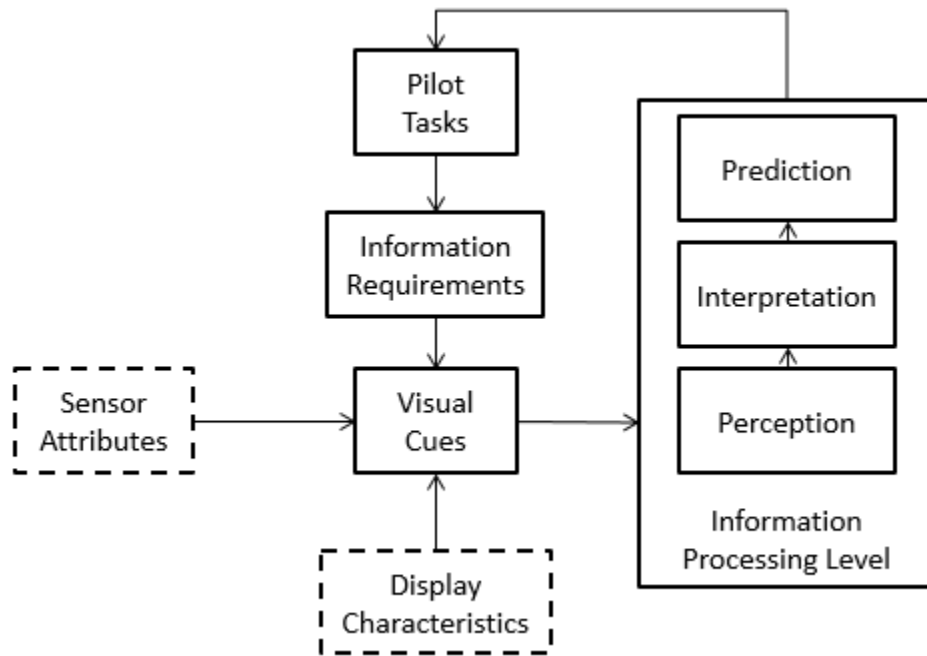 Pilot
Tasks
Information
Requirements
Sensor
Attributes
Visual
Cues
Display
Characteristics
Prediction
Interpretation
Perception
Information
Processing Level